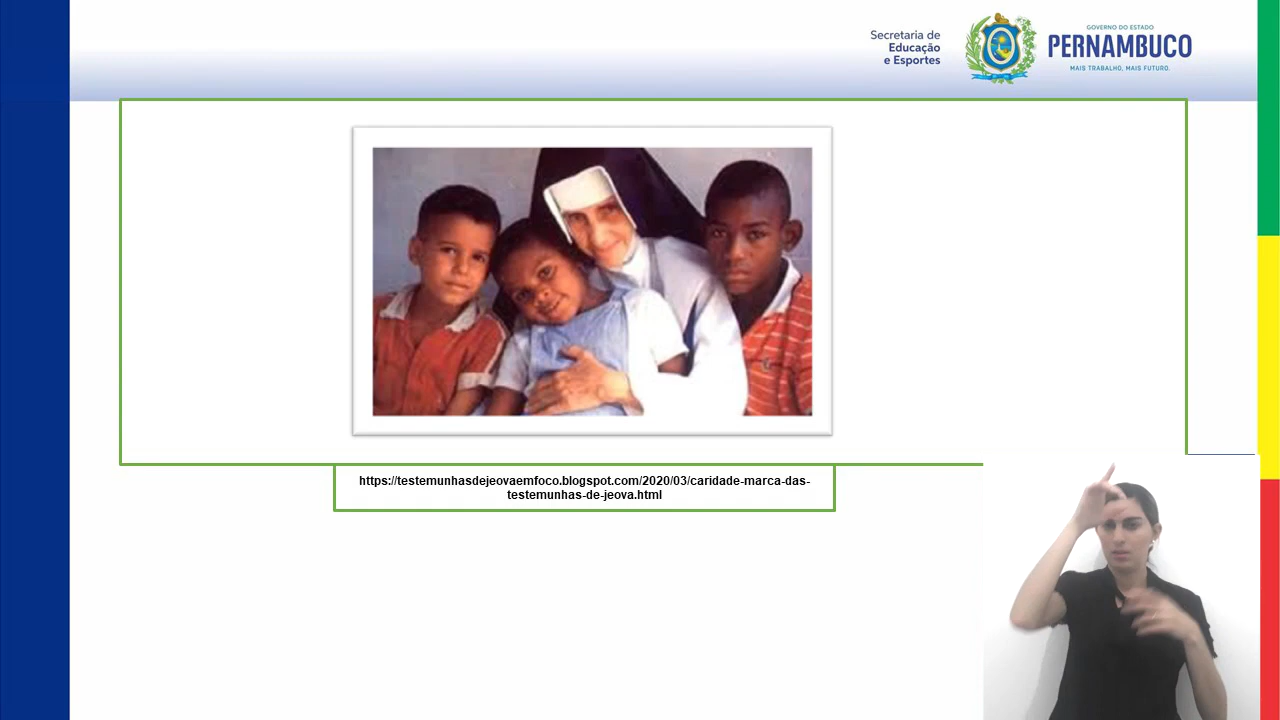 Secretaria de
Educação
e Esportes
GOVERNO DO ESTADO
PERNAMBUCO
MAIS TRABALHO, MAIS FUTURO.
https://testemunhasdejeovaemfoco.blogspot.com/2020/03/caridade-marca-das-
testemunhas-de-jeova.html